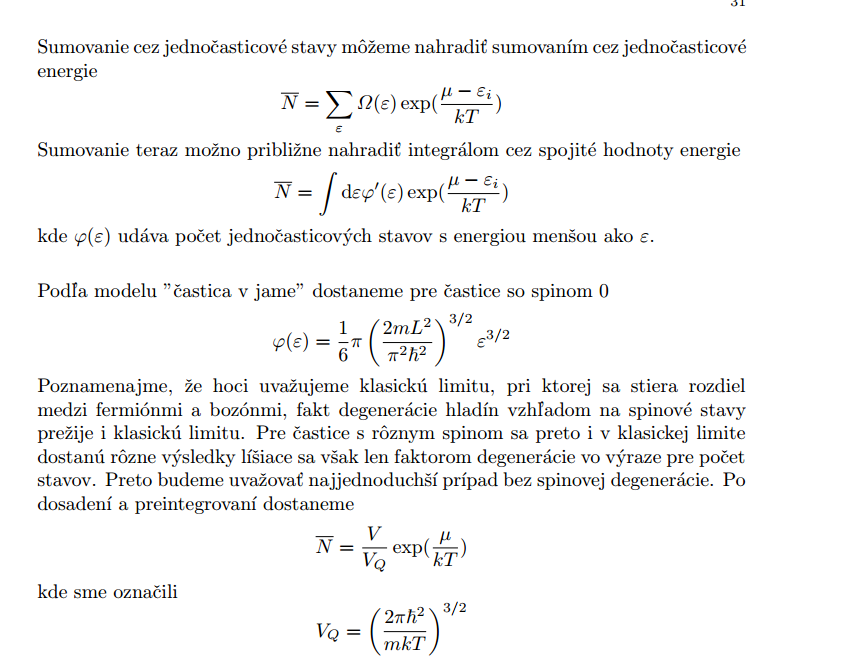 31
Sumovanie cez jednočasticové stavy môžeme nahradiť sumovaním cez jednočasticové
energie
$\overline{N} = \sum_{\varepsilon} \Omega(\varepsilon) \exp(\frac{\mu - \varepsilon_i}{kT})$
Sumovanie teraz možno približne nahradiť integrálom cez spojité hodnoty energie
$\overline{N} = \int \mathrm{d}\varepsilon \varphi'(\varepsilon) \exp(\frac{\mu - \varepsilon_i}{kT})$
kde $\varphi(\varepsilon)$ udáva počet jednočasticových stavov s energiou menšou ako $\varepsilon$.
Podľa modelu ”častica v jame” dostaneme pre častice so spinom 0
$\varphi(\varepsilon) = \frac{1}{6} \pi \left( \frac{2mL^2}{\pi^2 \hbar^2} \right)^{3/2} \varepsilon^{3/2}$
Poznamenajme, že hoci uvažujeme klasickú limitu, pri ktorej sa stiera rozdiel
medzi fermiónmi a bozónmi, fakt degenerácie hladín vzhľadom na spinové stavy
prežije i klasickú limitu. Pre častice s rôznym spinom sa preto i v klasickej limite
dostanú rôzne výsledky líšiace sa však len faktorom degenerácie vo výraze pre počet
stavov. Preto budeme uvažovať najjednoduchší prípad bez spinovej degenerácie. Po
dosadení a preintegrovaní dostaneme
$\overline{N} = \frac{V}{V_Q} \exp(\frac{\mu}{kT})$
kde sme označili
$V_Q = \left( \frac{2\pi\hbar^2}{mkT} \right)^{3/2}$